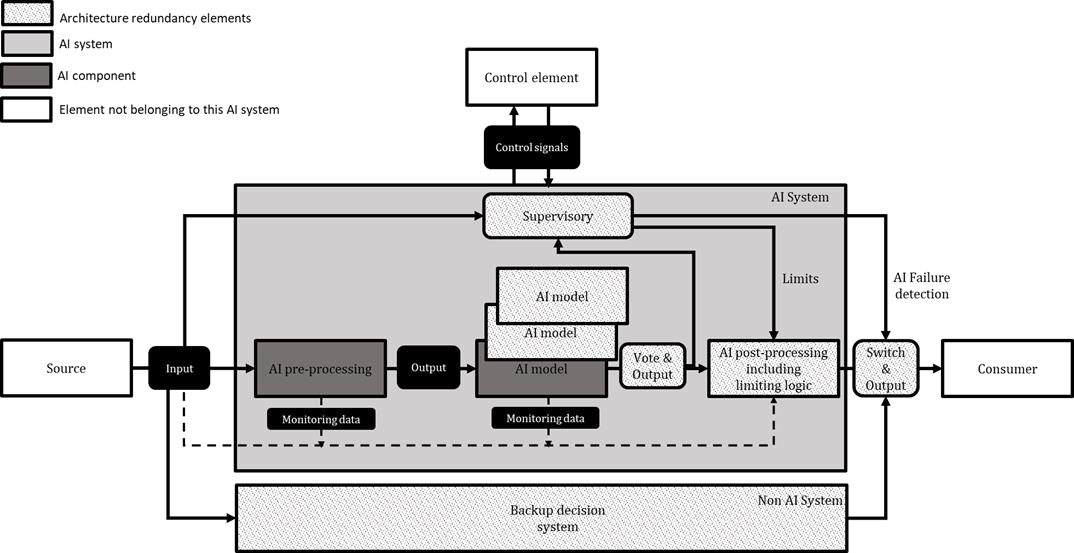 Architecture redundancy elements
AI system
AI component
Element not belonging to this AI system
Control element
Control signals
AI System
Supervisory
Limits
AI Failure
detection
AI model
AI model
AI model
Source
Input
AI pre-processing
Output
Vote &
Output
AI post-processing
including
limiting logic
Switch
&
Output
Consumer
Monitoring data
Monitoring data
Non AI System
Backup decision
system